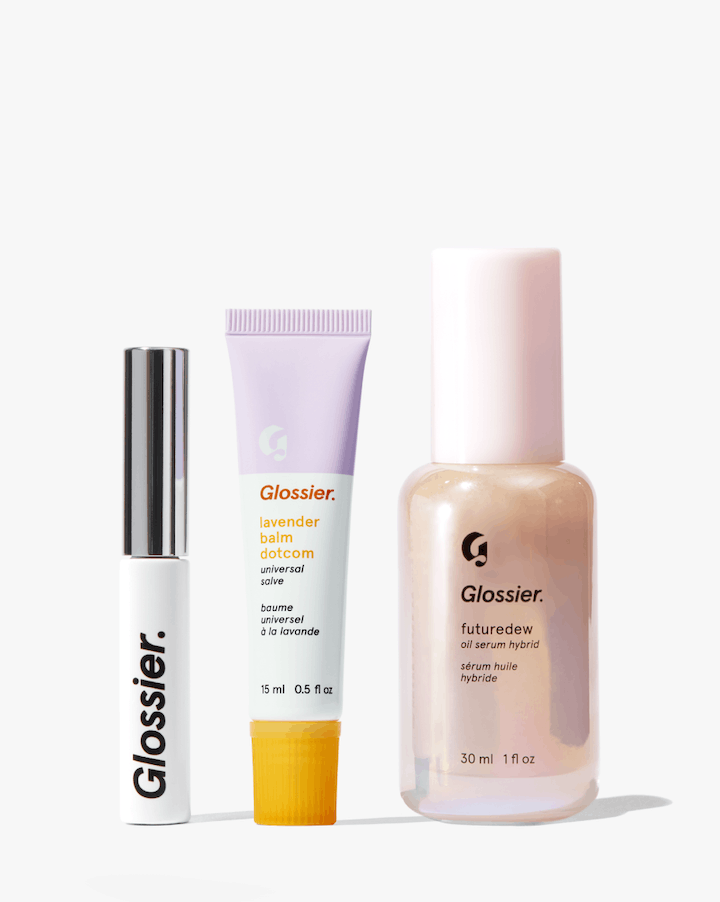 Glossier.
Glossier.
lavender
balm
dotcom
universal
salve
baume
universel
à la lavande
15 ml 0.5 fl oz
Glossier.
futuredew
oil serum hybrid
sérum huile
hybride
30 ml 1 fl oz